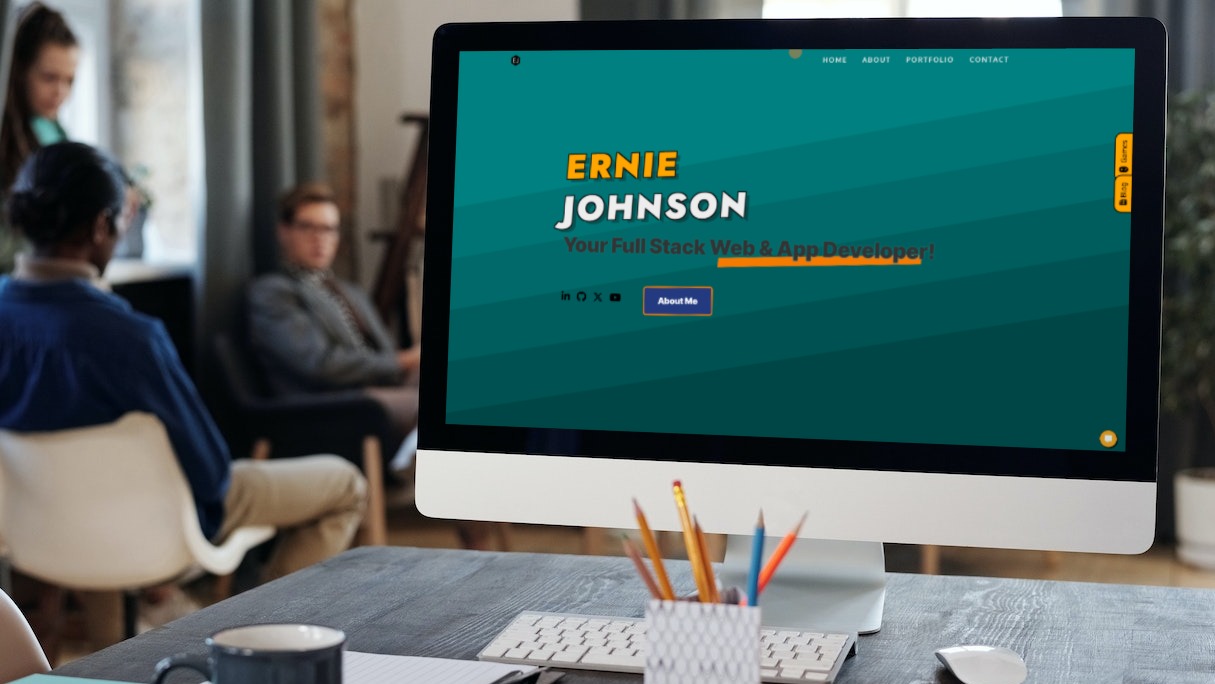 HOME ABOUT PORTFOLIO CONTACT
ERNIE
JOHNSON
Your Full Stack Web & App Developer!
About Me
Games
Blog